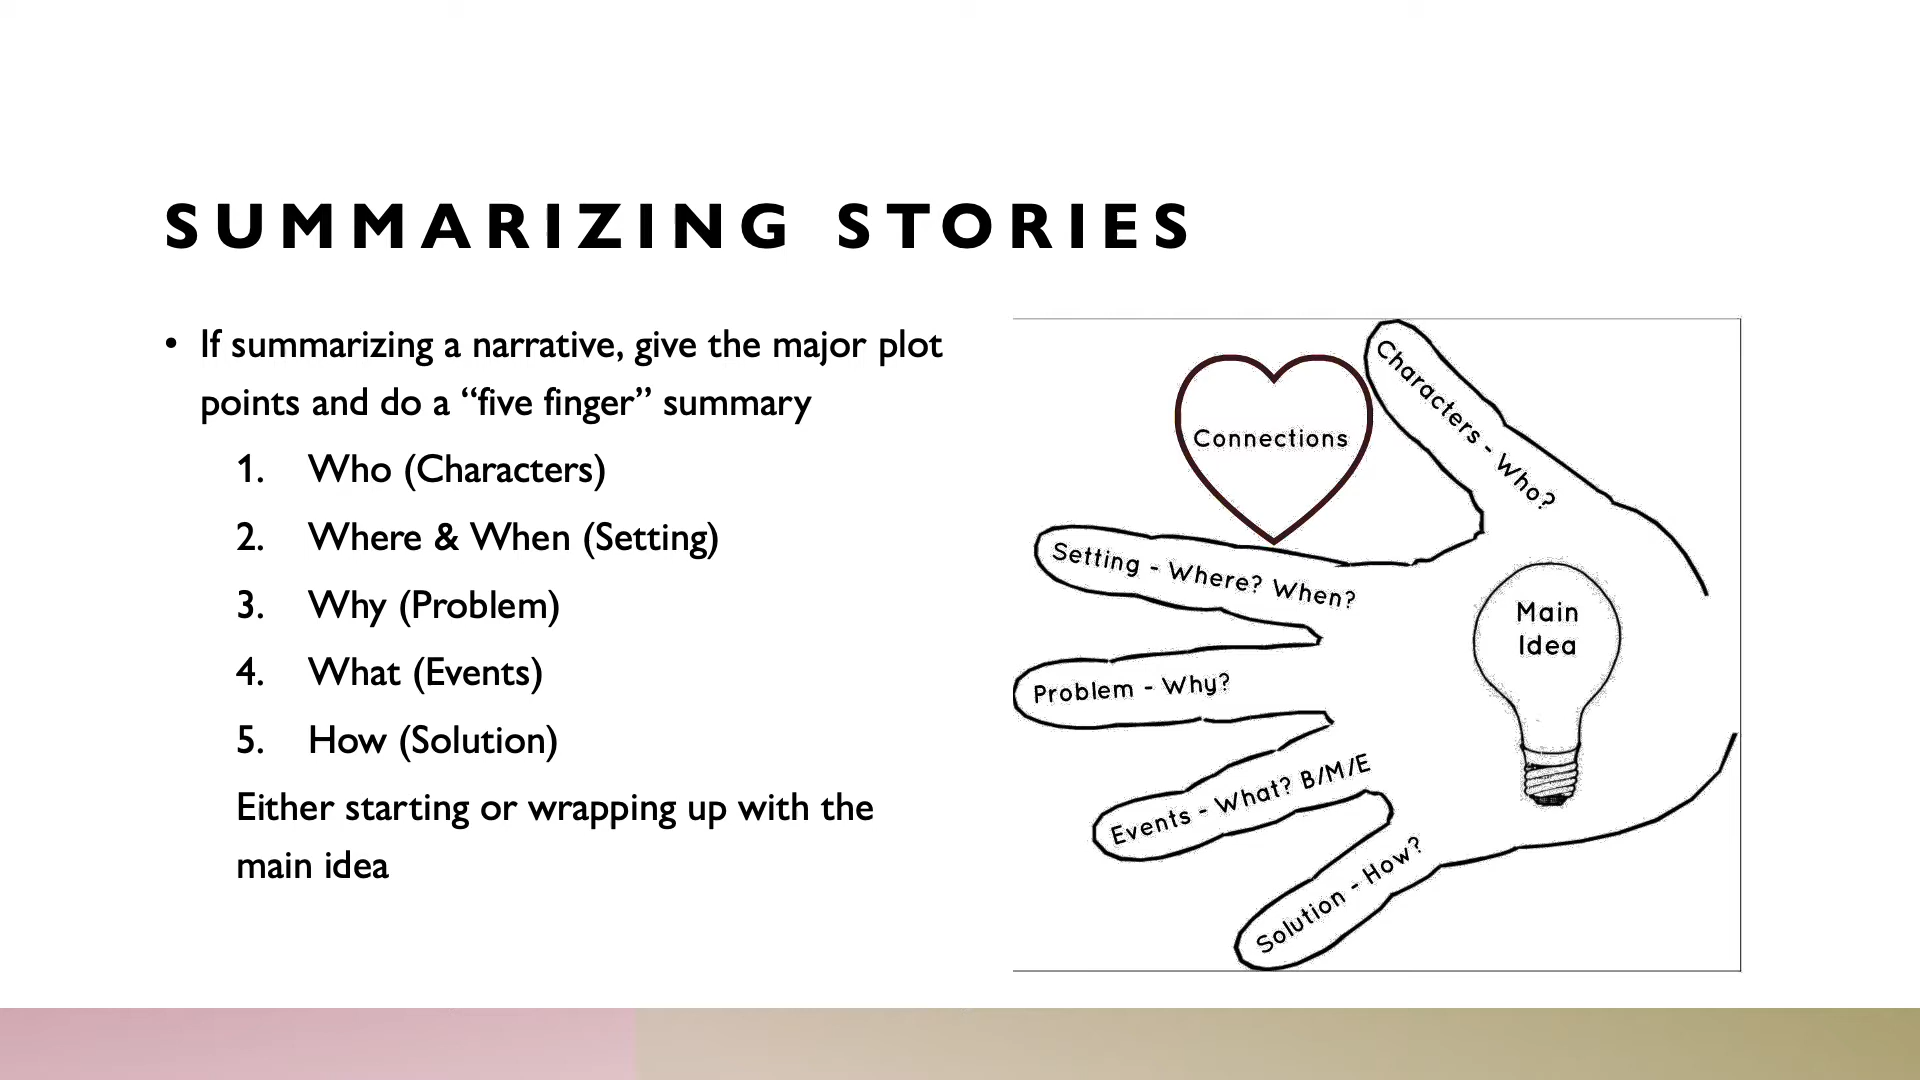 SUMMARIZING STORIES
• If summarizing a narrative, give the major plot
points and do a “five finger” summary
1. Who (Characters)
2. Where & When (Setting)
3. Why (Problem)
4. What (Events)
5. How (Solution)
Either starting or wrapping up with the
main idea
Characters - Who?
Connections
Setting - Where? When?
Main
Idea
Problem - Why?
Events - What? B/M/E
Solution - How?